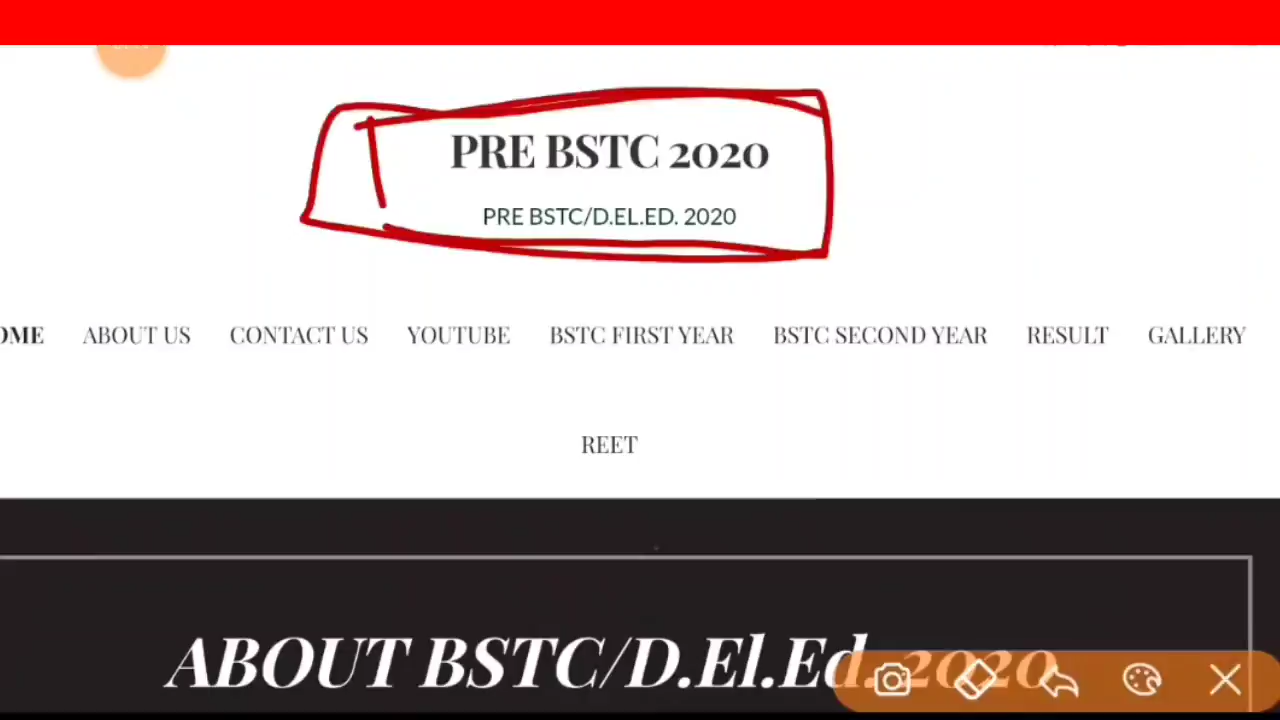 PRE BSTC 2020
PRE BSTC/D.EL.ED. 2020
OME ABOUT US CONTACT US YOUTUBE BSTC FIRST YEAR BSTC SECOND YEAR RESULT GALLERY
REET
ABOUT BSTC/D.El.Ed. 2020